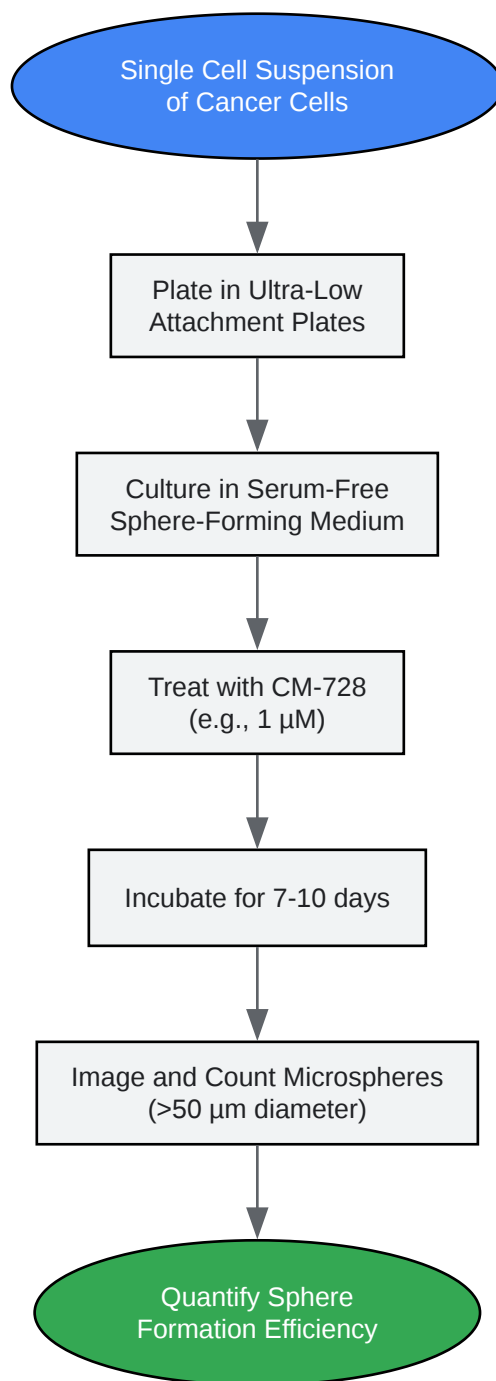 Single Cell Suspension
of Cancer Cells
Plate in Ultra-Low
Attachment Plates
Culture in Serum-Free
Sphere-Forming Medium
Treat with CM-728
(e.g., 1 µM)
Incubate for 7-10 days
Image and Count Microspheres
(>50 µm diameter)
Quantify Sphere
Formation Efficiency